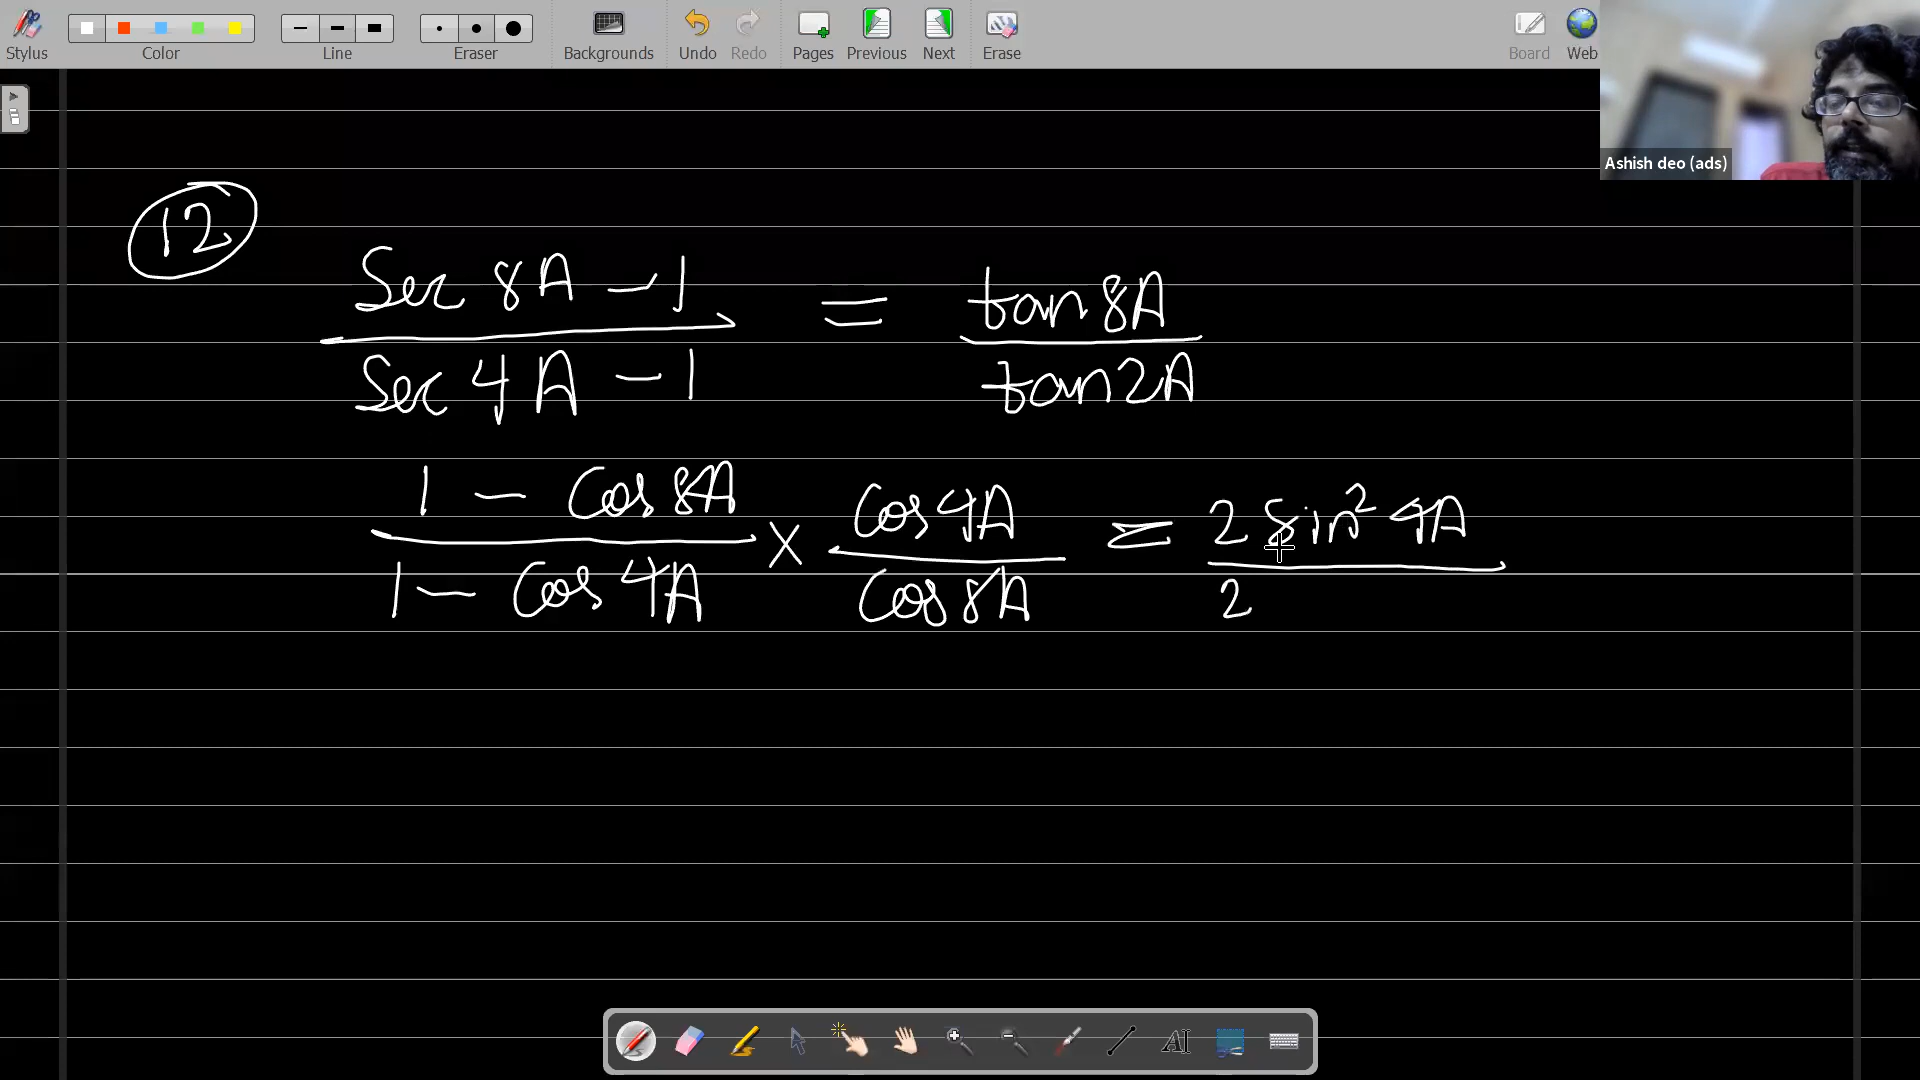 Stylus Color Line Eraser Backgrounds Undo Redo Pages Previous Next Erase Board Web
Ashish deo (ads)
12
Sec 8A - 1 = tan 8A
Sec 4A - 1 tan 2A
1 - Cos 8A × Cos 4A = 2 sin² 4A
1 - Cos 4A Cos 8A 2
AI